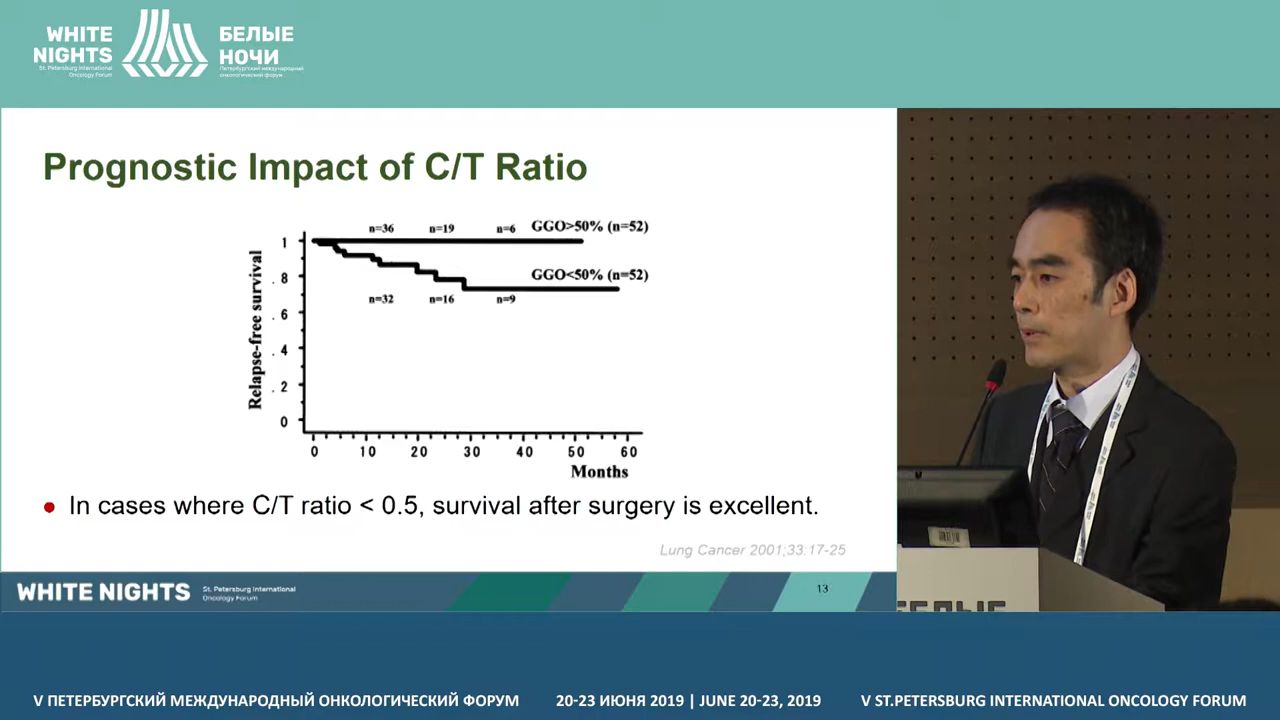 WHITE
NIGHTS
St. Petersburg International
Oncology Forum
БЕЛЫЕ
НОЧИ
Петербургский международный
онкологический форум
Prognostic Impact of C/T Ratio
n=36 n=19 n=6 GGO>50% (n=52)
GGO<50% (n=52)
n=32 n=16 n=9
Relapse-free survival
1
. 8
. 6
. 4
. 2
0
0 10 20 30 40 50 60
Months
• In cases where C/T ratio < 0.5, survival after surgery is excellent.
Lung Cancer 2001;33:17-25
WHITE NIGHTS
St. Petersburg International
Oncology Forum
13
БЕЛЫЕ
V ПЕТЕРБУРГСКИЙ МЕЖДУНАРОДНЫЙ ОНКОЛОГИЧЕСКИЙ ФОРУМ 20-23 ИЮНЯ 2019 | JUNE 20-23, 2019 V ST.PETERSBURG INTERNATIONAL ONCOLOGY FORUM